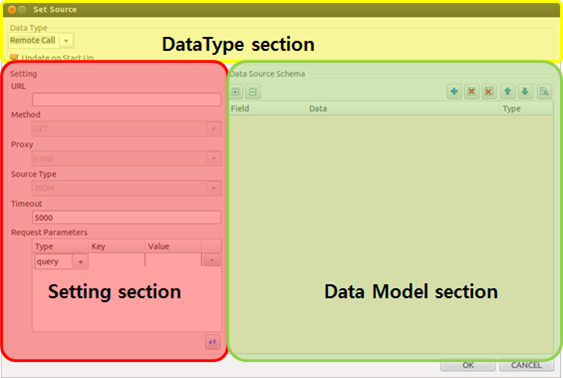 Set Source
Data Type
Remote Call
DataType section
Update on Start Up
Setting
Data Source Schema
URL
Field Data Type
Method
GET
Proxy
jsonp
Source Type
JSON
Timeout
5000
Request Parameters
Type Key Value
query
Setting section
Data Model section
OK CANCEL